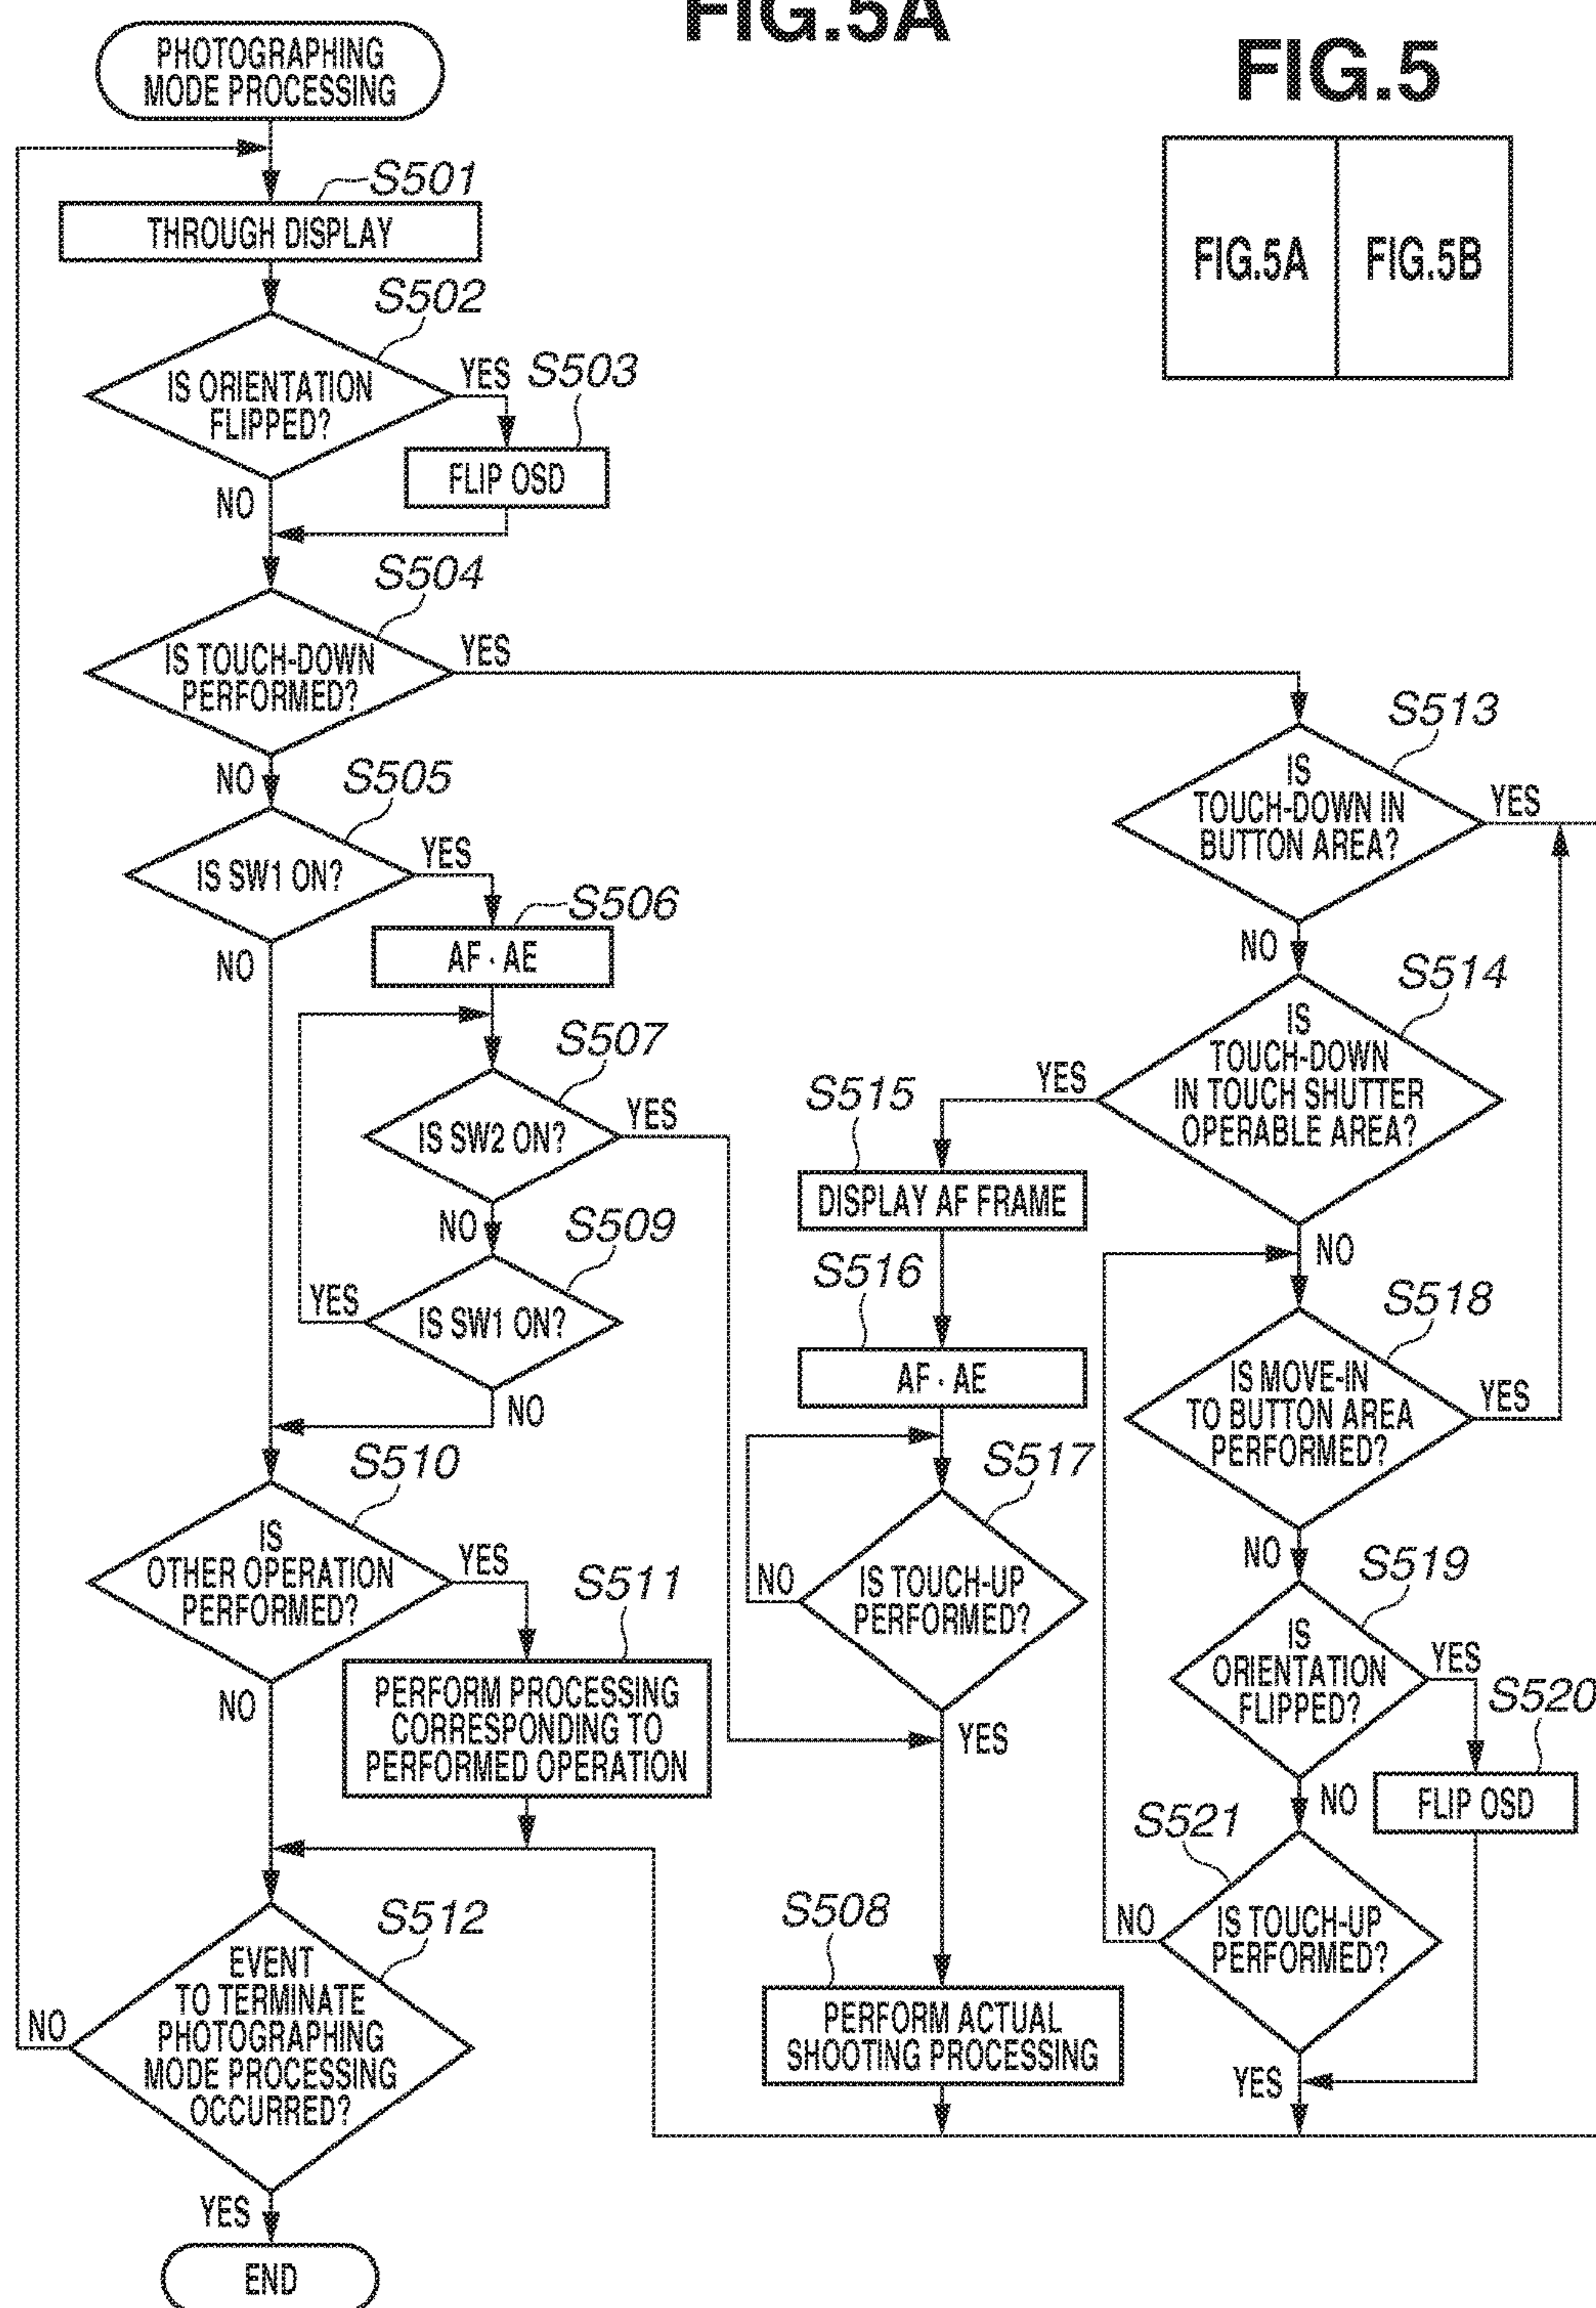 FIG.5A
FIG.5
FIG.5A
FIG.5B
PHOTOGRAPHING
MODE PROCESSING
S501
THROUGH DISPLAY
S502
IS ORIENTATION
FLIPPED?
YES
S503
FLIP OSD
NO
S504
IS TOUCH-DOWN
PERFORMED?
YES
NO
S505
IS SW1 ON?
YES
NO
S506
AF · AE
S507
IS SW2 ON?
YES
NO
S509
IS SW1 ON?
YES
NO
S510
IS
OTHER OPERATION
PERFORMED?
YES
NO
S511
PERFORM PROCESSING
CORRESPONDING TO
PERFORMED OPERATION
S512
EVENT
TO TERMINATE
PHOTOGRAPHING
MODE PROCESSING
OCCURRED?
NO
YES
END
S513
IS
TOUCH-DOWN IN
BUTTON AREA?
YES
NO
S514
IS
TOUCH-DOWN
IN TOUCH SHUTTER
OPERABLE AREA?
YES
NO
S515
DISPLAY AF FRAME
S516
AF · AE
S517
IS TOUCH-UP
PERFORMED?
NO
YES
S508
PERFORM ACTUAL
SHOOTING PROCESSING
S518
IS MOVE-IN
TO BUTTON AREA
PERFORMED?
YES
NO
S519
IS
ORIENTATION
FLIPPED?
YES
NO
S520
FLIP OSD
S521
IS TOUCH-UP
PERFORMED?
NO
YES